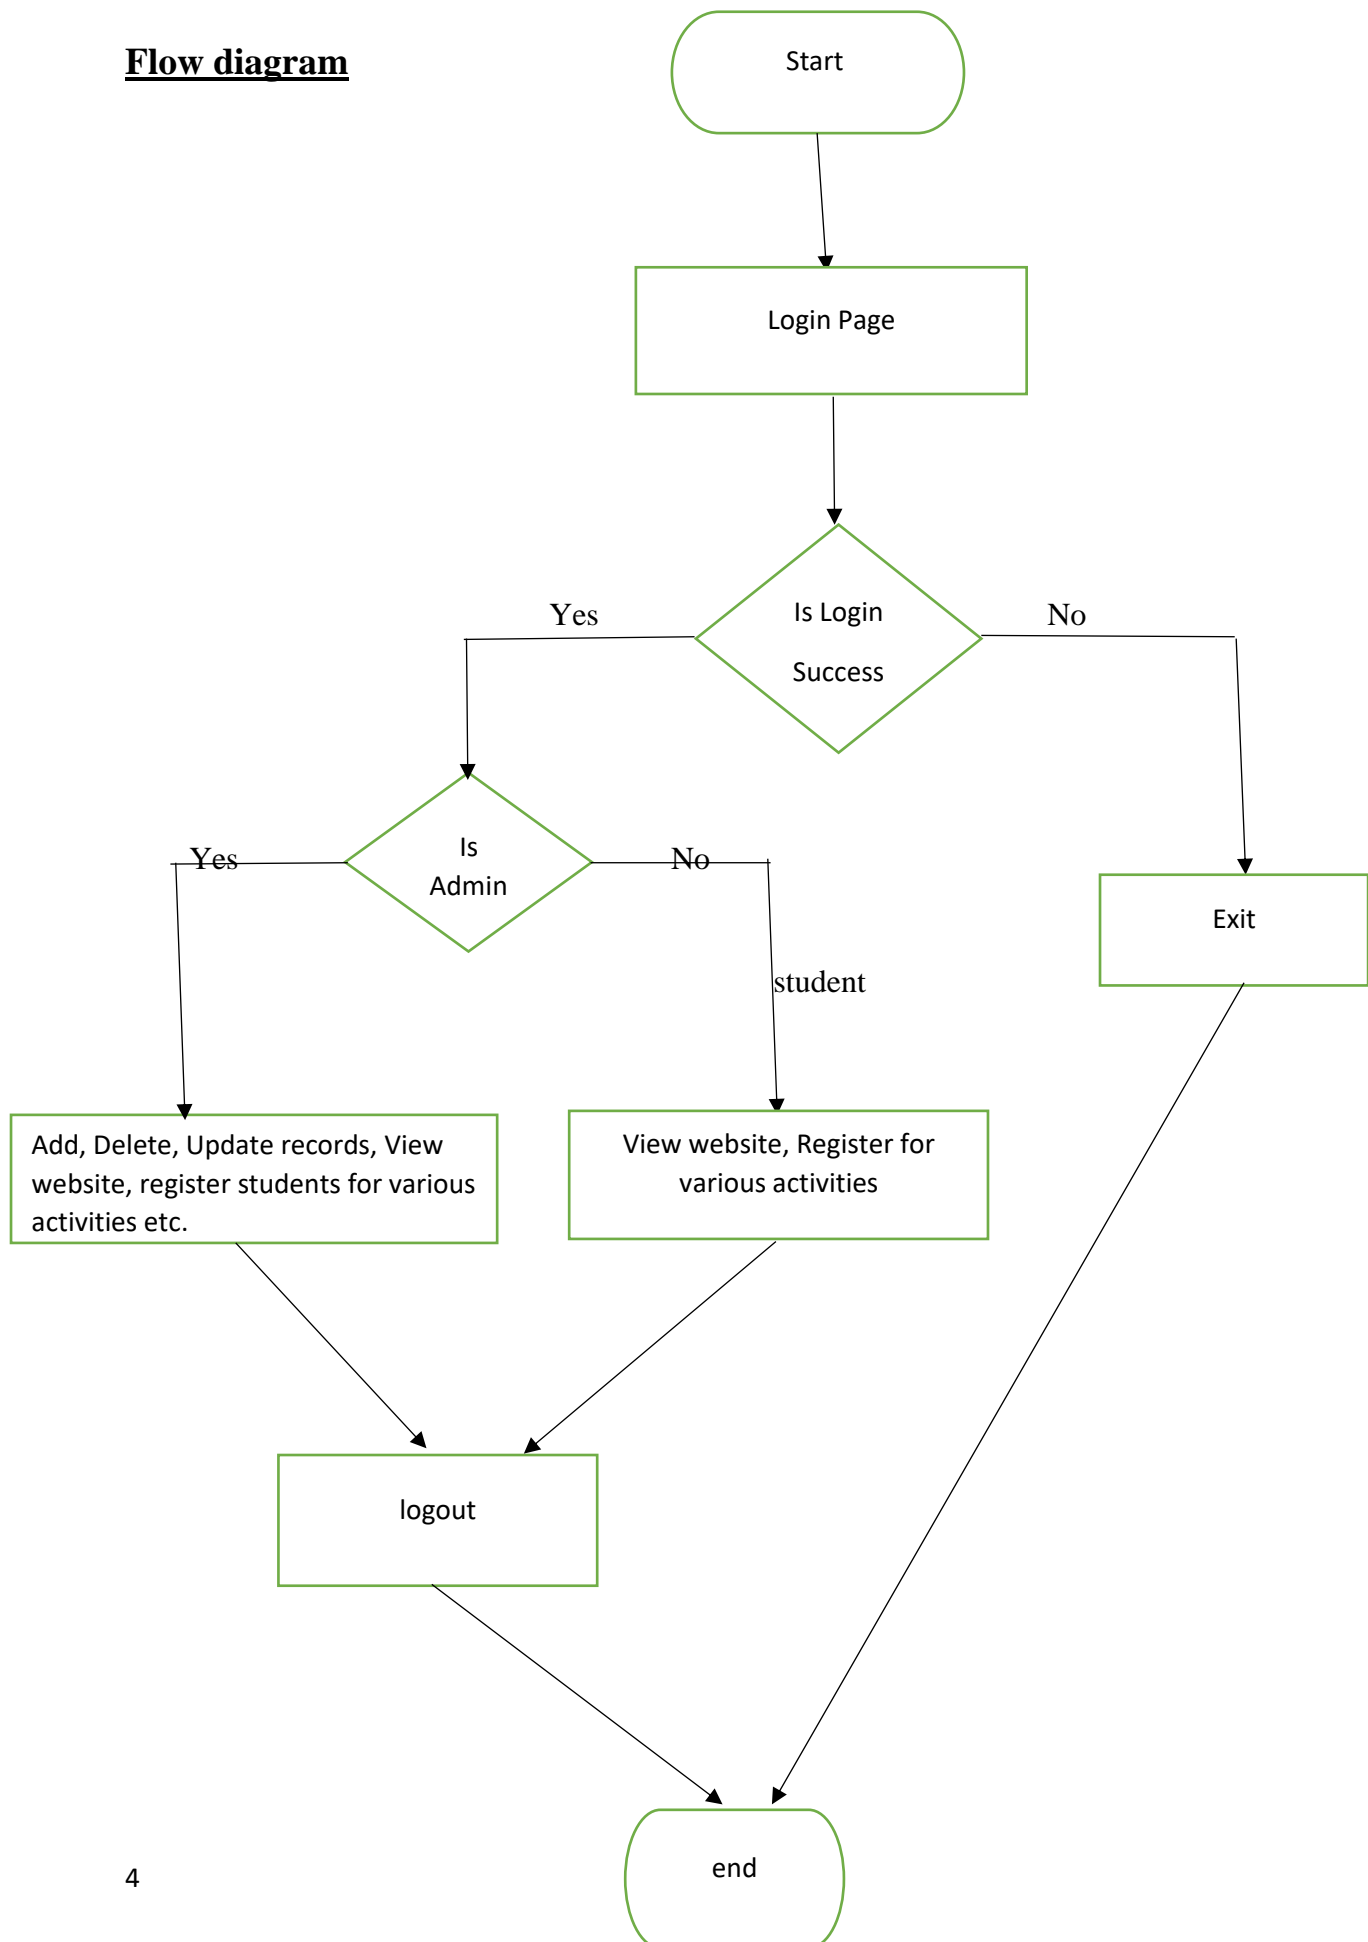 Flow diagram
Start
Login Page
Yes
Is Login
Success
No
Yes
Is
Admin
No
student
Exit
Add, Delete, Update records, View
website, register students for various
activities etc.
View website, Register for
various activities
logout
end
4